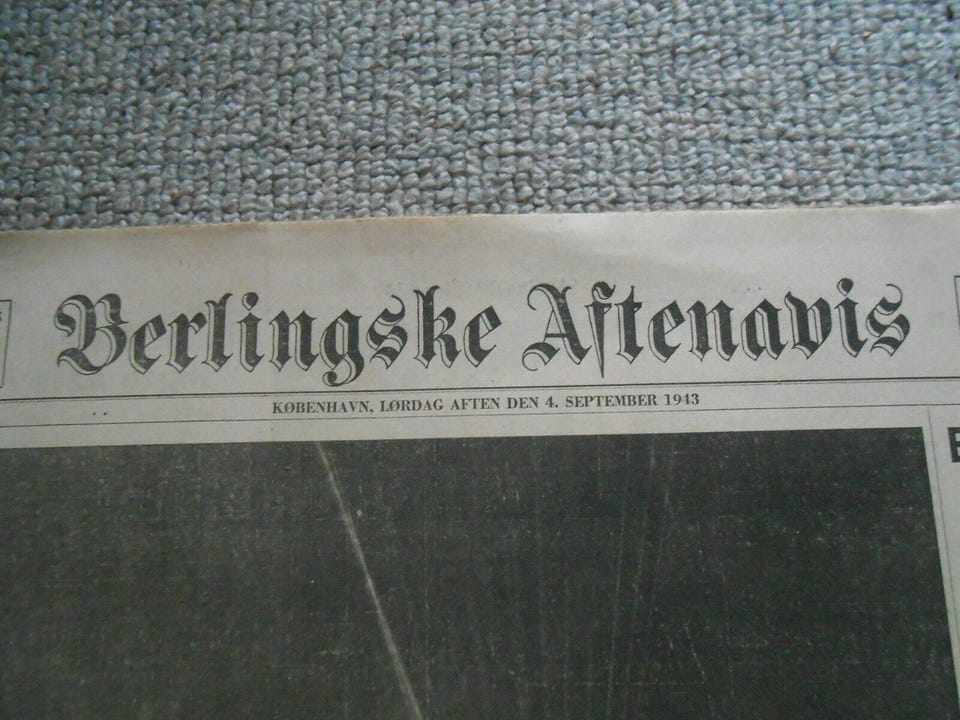 Berlingske Aftenavis
KØBENHAVN, LØRDAG AFTEN DEN 4. SEPTEMBER 1943